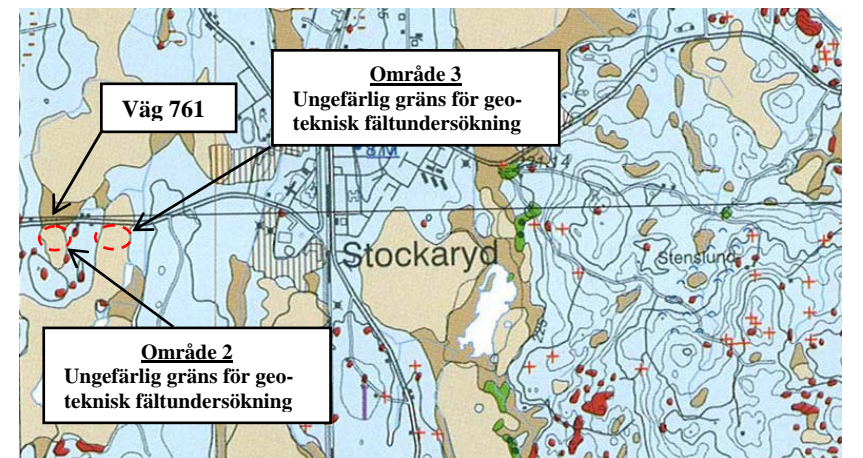 Område 3
Ungefärlig gräns för geo-
teknisk fältundersökning
Väg 761
Stockaryd
Stenslund
Område 2
Ungefärlig gräns för geo-
teknisk fältundersökning